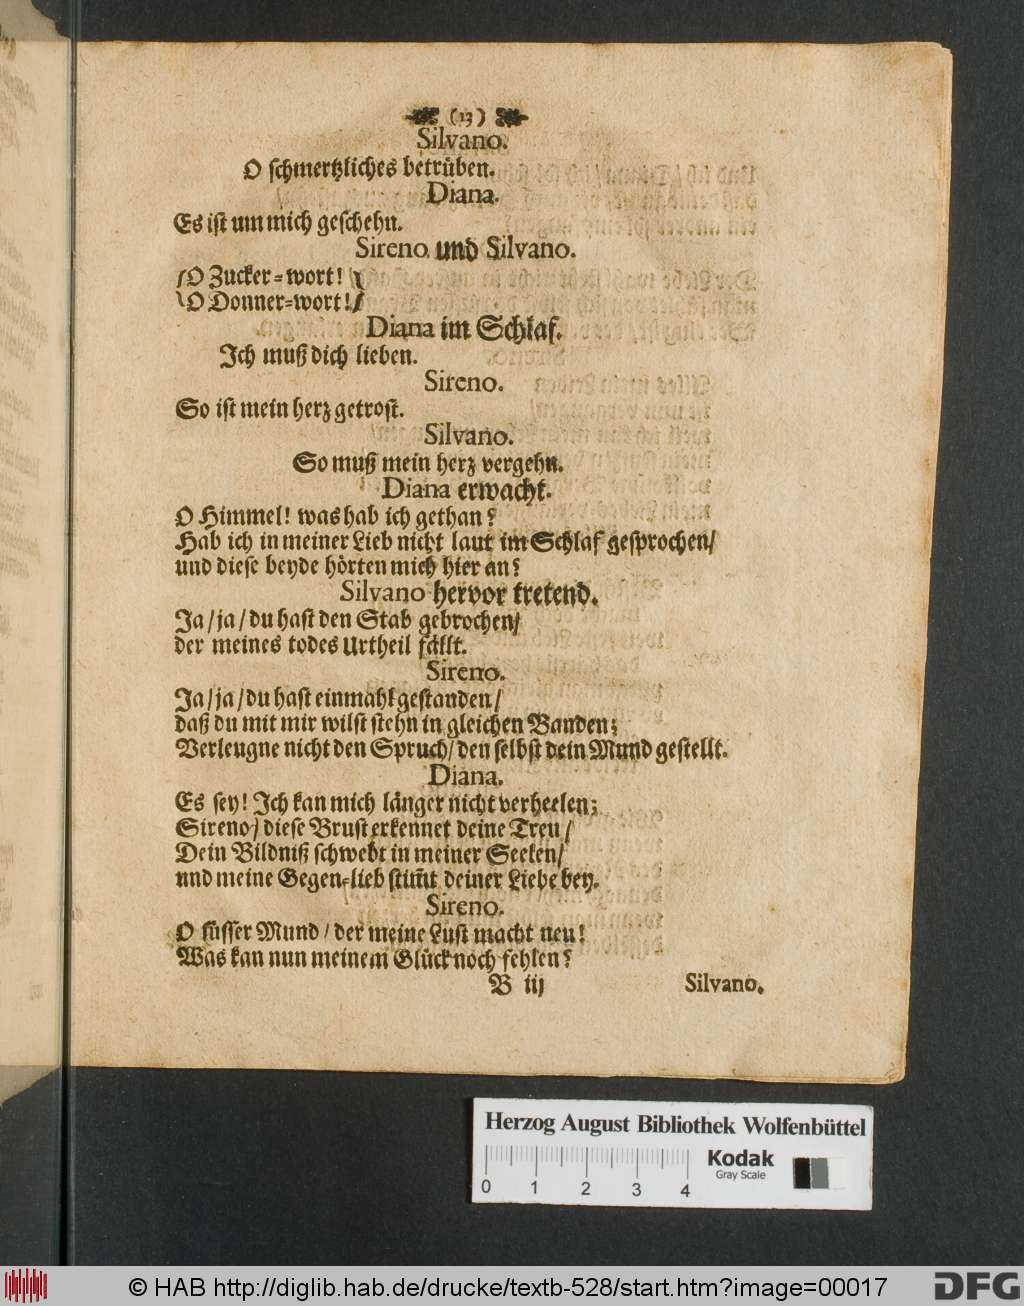 (13)
Silvano.
O schmertzliches betrüben.
Diana.
Es ist um mich geschehn.
Sireno und Silvano.
O Zucker-wort!
O Donner-wort!
Diana im Schlaf.
Ich muß dich lieben.
Sireno.
So ist mein herz getrost.
Silvano.
So muß mein herz vergehn.
Diana erwacht.
O Himmel! was hab ich gethan?
Hab ich in meiner Lieb nicht laut im Schlaf gesprochen/
und diese beyde hörten mich hier an?
Silvano hervor tretend.
Ja/ ja/ du hast den Stab gebrochen/
der meines todes Urtheil fällt.
Sireno.
Ja/ ja/ du hast einmahl gestanden/
daß du mit mir wilst stehn in gleichen Banden;
Verleugne nicht den Spruch/ den selbst dein Mund gestellt.
Diana.
Es sey! Ich kan mich länger nicht verheelen;
Sireno/ diese Brust erkennet deine Treu/
Dein Bildniß schwebt in meiner Seelen/
und meine Gegen-lieb stim̃t deiner Liebe bey.
Sireno.
O süsser Mund/ der meine Lust macht neu!
Was kan nun meinem Glück noch fehlen?
B iij Silvano.
Herzog August Bibliothek Wolfenbüttel
Kodak
Gray Scale
0 1 2 3 4
© HAB http://diglib.hab.de/drucke/textb-528/start.htm?image=00017
DFG